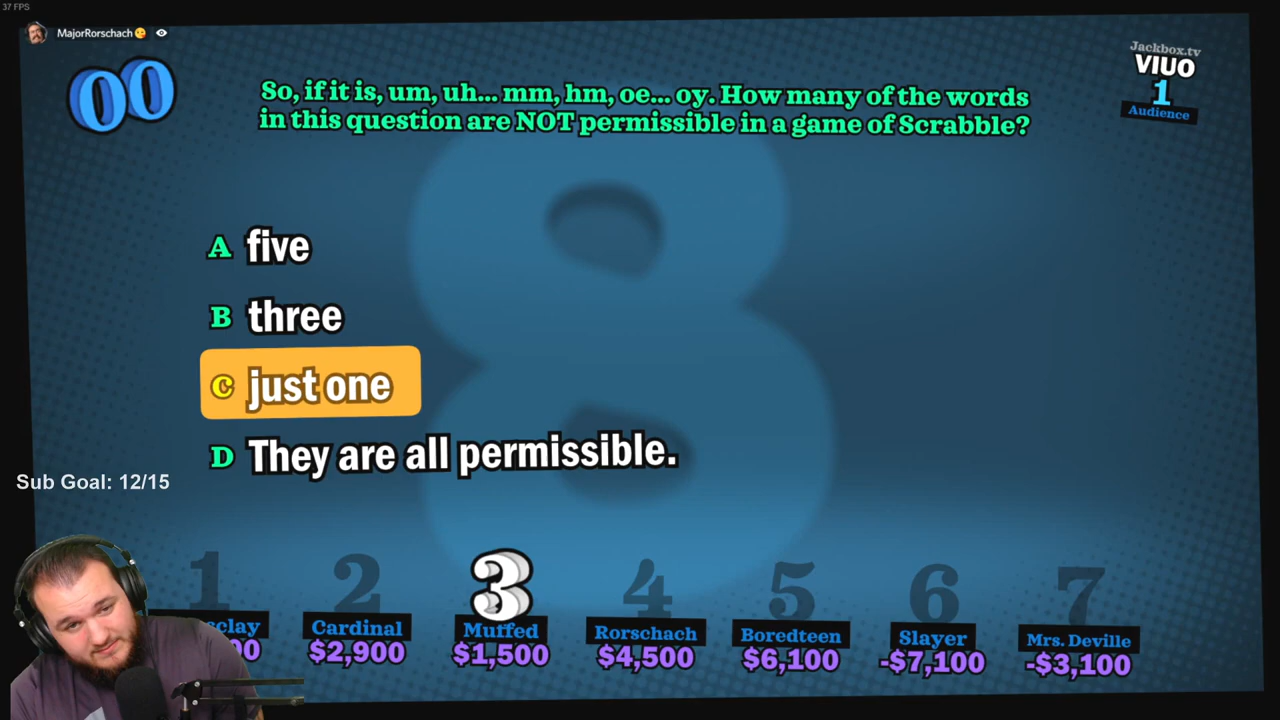 37 FPS
MajorRorschach
Jackbox.tv
VIUO
1
Audience
00
So, if it is, um, uh... mm, hm, oe... oy. How many of the words
in this question are NOT permissible in a game of Scrabble?
A five
B three
C just one
D They are all permissible.
Sub Goal: 12/15
1 2 3 4 5 6 7
Cardinal Muffed Rorschach Boredteen Slayer Mrs. Deville
$2,900 $1,500 $4,500 $6,100 -$7,100 -$3,100